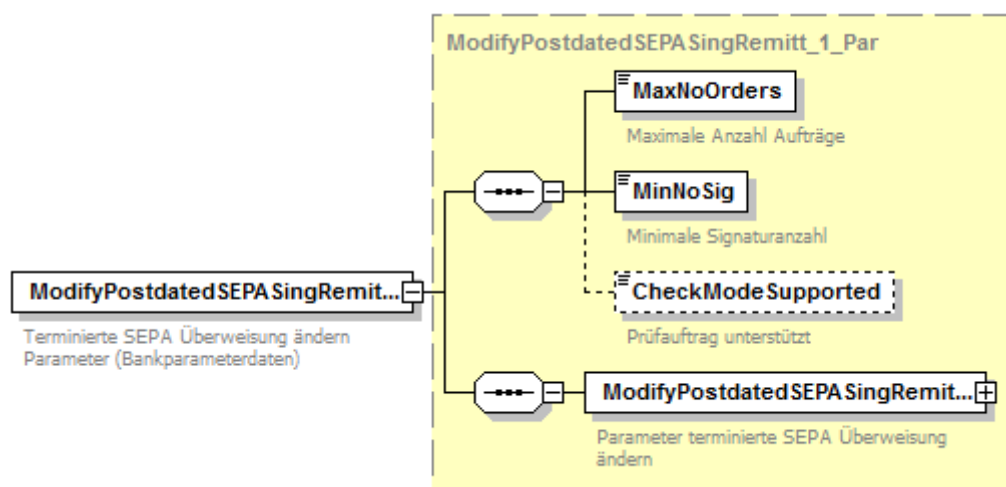 ModifyPostdatedSEPASingRemitt_1_Par
MaxNoOrders
Maximale Anzahl Aufträge
MinNoSig
Minimale Signaturanzahl
ModifyPostdatedSEPASingRemit...
Terminierte SEPA Überweisung ändern
Parameter (Bankparameterdaten)
CheckModeSupported
Prüfauftrag unterstützt
ModifyPostdatedSEPASingRemit...
Parameter terminierte SEPA Überweisung
ändern